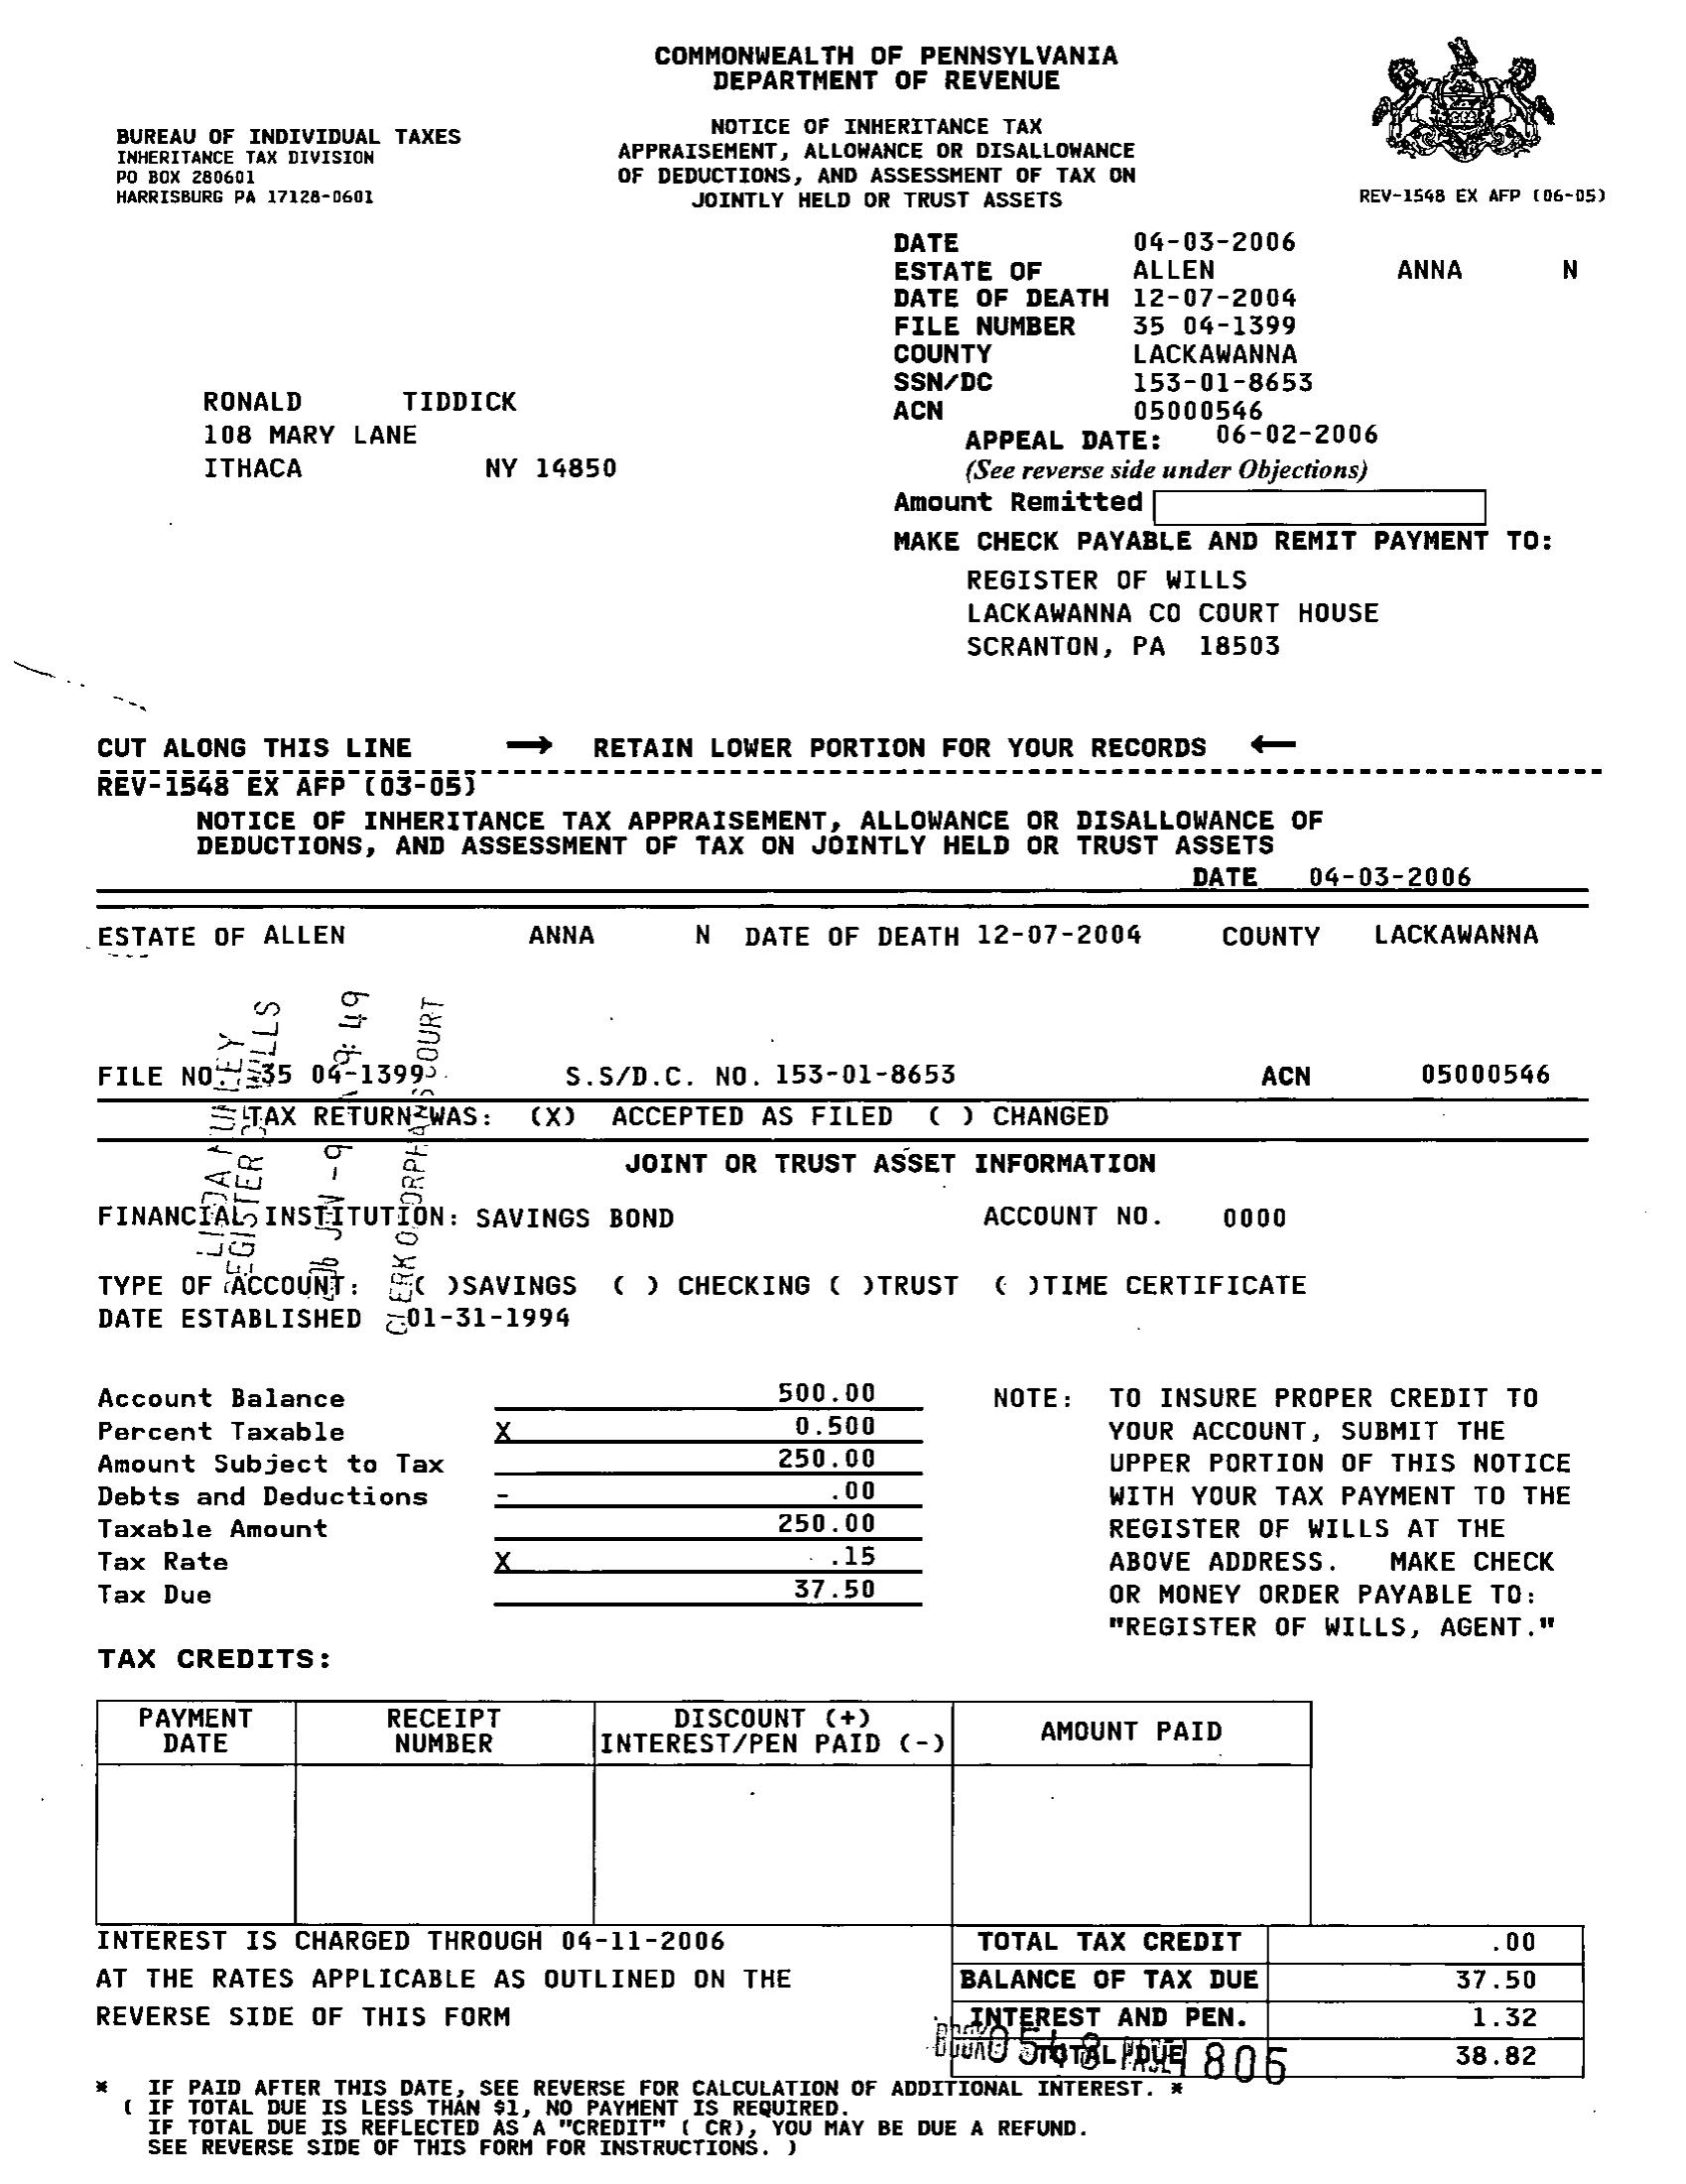 COMMONWEALTH OF PENNSYLVANIA
DEPARTMENT OF REVENUE
BUREAU OF INDIVIDUAL TAXES
INHERITANCE TAX DIVISION
PO BOX 280601
HARRISBURG PA 17128-0601
NOTICE OF INHERITANCE TAX
APPRAISEMENT, ALLOWANCE OR DISALLOWANCE
OF DEDUCTIONS, AND ASSESSMENT OF TAX ON
JOINTLY HELD OR TRUST ASSETS
REV-1548 EX AFP (06-05)
DATE 04-03-2006
ESTATE OF ALLEN ANNA N
DATE OF DEATH 12-07-2004
FILE NUMBER 35 04-1399
COUNTY LACKAWANNA
SSN/DC 153-01-8653
ACN 05000546
APPEAL DATE: 06-02-2006
(See reverse side under Objections)
RONALD TIDDICK
108 MARY LANE
ITHACA NY 14850
Amount Remitted
MAKE CHECK PAYABLE AND REMIT PAYMENT TO:
REGISTER OF WILLS
LACKAWANNA CO COURT HOUSE
SCRANTON, PA 18503
CUT ALONG THIS LINE → RETAIN LOWER PORTION FOR YOUR RECORDS ←
REV-1548 EX AFP (03-05)
NOTICE OF INHERITANCE TAX APPRAISEMENT, ALLOWANCE OR DISALLOWANCE OF
DEDUCTIONS, AND ASSESSMENT OF TAX ON JOINTLY HELD OR TRUST ASSETS
DATE 04-03-2006
ESTATE OF ALLEN ANNA N DATE OF DEATH 12-07-2004 COUNTY LACKAWANNA
FILE NO. 35 04-1399 S.S/D.C. NO. 153-01-8653 ACN 05000546
TAX RETURN WAS: (X) ACCEPTED AS FILED ( ) CHANGED
JOINT OR TRUST ASSET INFORMATION
FINANCIAL INSTITUTION: SAVINGS BOND ACCOUNT NO. 0000
TYPE OF ACCOUNT: ( )SAVINGS ( ) CHECKING ( )TRUST ( )TIME CERTIFICATE
DATE ESTABLISHED 01-31-1994
REGISTER WILLS
9:49
CLERK ORPHANS COURT
Account Balance 500.00
Percent Taxable X 0.500
Amount Subject to Tax 250.00
Debts and Deductions - .00
Taxable Amount 250.00
Tax Rate X .15
Tax Due 37.50
NOTE: TO INSURE PROPER CREDIT TO
YOUR ACCOUNT, SUBMIT THE
UPPER PORTION OF THIS NOTICE
WITH YOUR TAX PAYMENT TO THE
REGISTER OF WILLS AT THE
ABOVE ADDRESS. MAKE CHECK
OR MONEY ORDER PAYABLE TO:
"REGISTER OF WILLS, AGENT."
TAX CREDITS:
PAYMENT DATE
RECEIPT NUMBER
DISCOUNT (+)
INTEREST/PEN PAID (-)
AMOUNT PAID
INTEREST IS CHARGED THROUGH 04-11-2006
AT THE RATES APPLICABLE AS OUTLINED ON THE
REVERSE SIDE OF THIS FORM
TOTAL TAX CREDIT .00
BALANCE OF TAX DUE 37.50
INTEREST AND PEN. 1.32
TOTAL DUE 38.82
BOOK 0548 PAGE 1806
* IF PAID AFTER THIS DATE, SEE REVERSE FOR CALCULATION OF ADDITIONAL INTEREST. *
( IF TOTAL DUE IS LESS THAN $1, NO PAYMENT IS REQUIRED.
IF TOTAL DUE IS REFLECTED AS A "CREDIT" ( CR), YOU MAY BE DUE A REFUND.
SEE REVERSE SIDE OF THIS FORM FOR INSTRUCTIONS. )